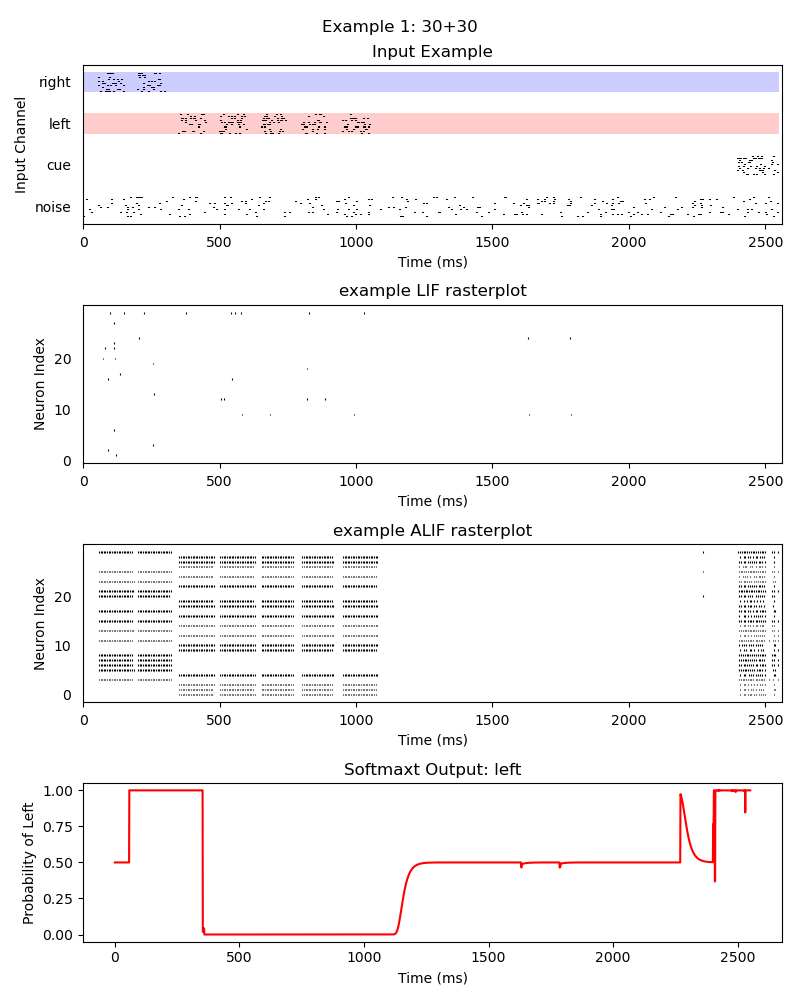 Example 1: 30+30
Input Example
Input Channel
right
left
cue
noise
0 500 1000 1500 2000 2500
Time (ms)
example LIF rasterplot
Neuron Index
20
10
0
0 500 1000 1500 2000 2500
Time (ms)
example ALIF rasterplot
Neuron Index
20
10
0
0 500 1000 1500 2000 2500
Time (ms)
Softmaxt Output: left
Probability of Left
1.00
0.75
0.50
0.25
0.00
0 500 1000 1500 2000 2500
Time (ms)